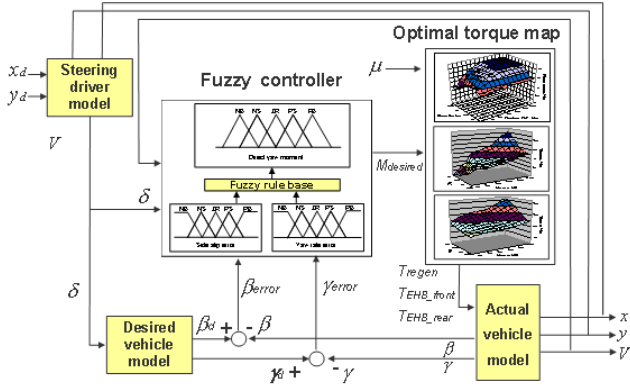 Optimal torque map
x_d
y_d
Steering driver model
Fuzzy controller
μ
V
NB NS ZR PS PB
Direct yaw moment
M_desired
Fuzzy rule base
δ
NB NS ZR PS PB
NB NS ZR PS PB
Side slip error
Yaw rate error
T_regen
δ
β_error
γ_error
T_EHB_front
T_EHB_rear
Desired vehicle model
β_d + - β
Actual vehicle model
x
y
V
β
γ
γ_d + - γ